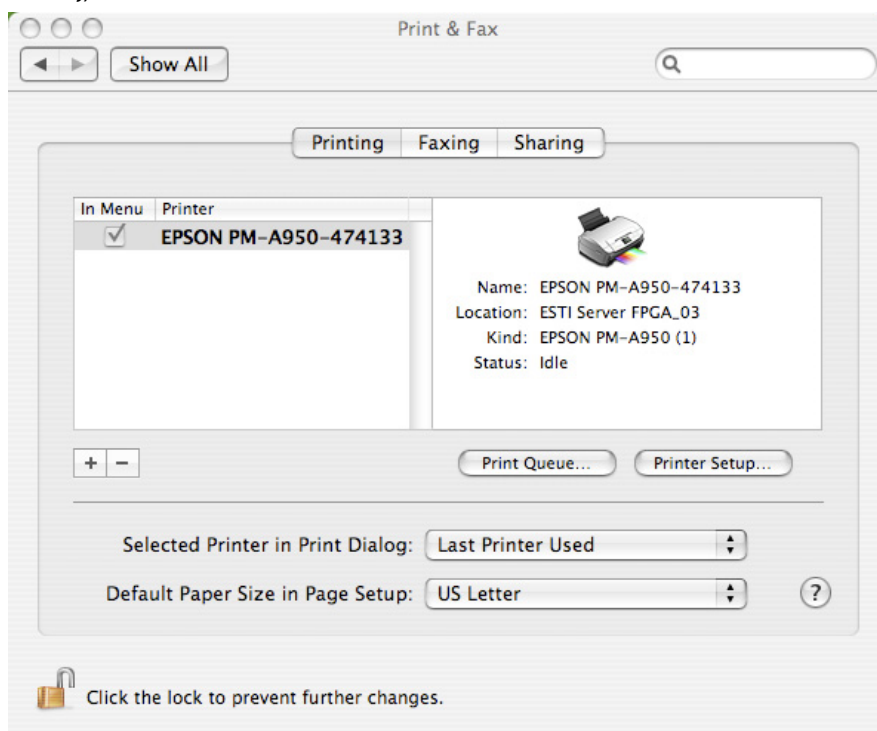 Print & Fax
Show All
Printing Faxing Sharing
In Menu Printer
EPSON PM-A950-474133
Name: EPSON PM-A950-474133
Location: ESTI Server FPGA_03
Kind: EPSON PM-A950 (1)
Status: Idle
+ −
Print Queue... Printer Setup...
Selected Printer in Print Dialog: Last Printer Used
Default Paper Size in Page Setup: US Letter ?
Click the lock to prevent further changes.